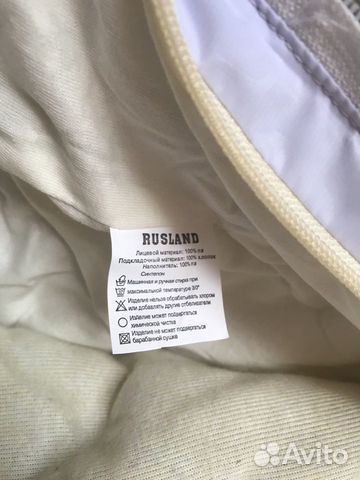 RUSLAND
Лицевой материал: 100% пэ
Подкладочный материал: 100% хлопок
Наполнитель: 100% пэ
Синтепон
Машинная и ручная стирка при
максимальной температуре 30°
Изделия нельзя обрабатывать хлором
или добавлять другие отбеливатели
Изделие может подвергаться
химической чистке
Изделие не может подвергаться
барабанной сушке
Avito